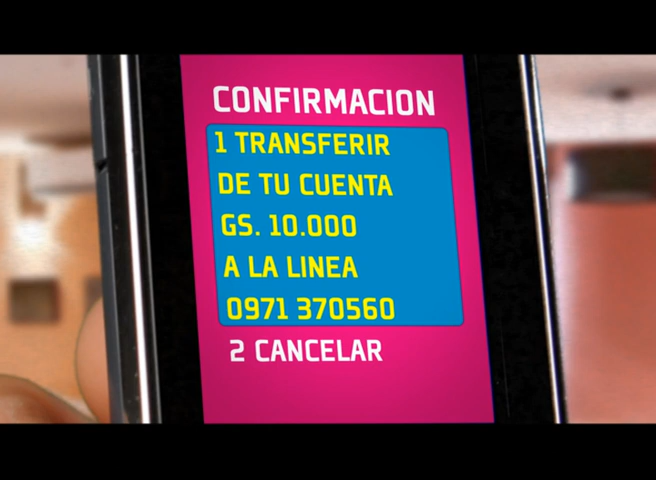 CONFIRMACION
1 TRANSFERIR
DE TU CUENTA
GS. 10.000
A LA LINEA
0971 370560
2 CANCELAR